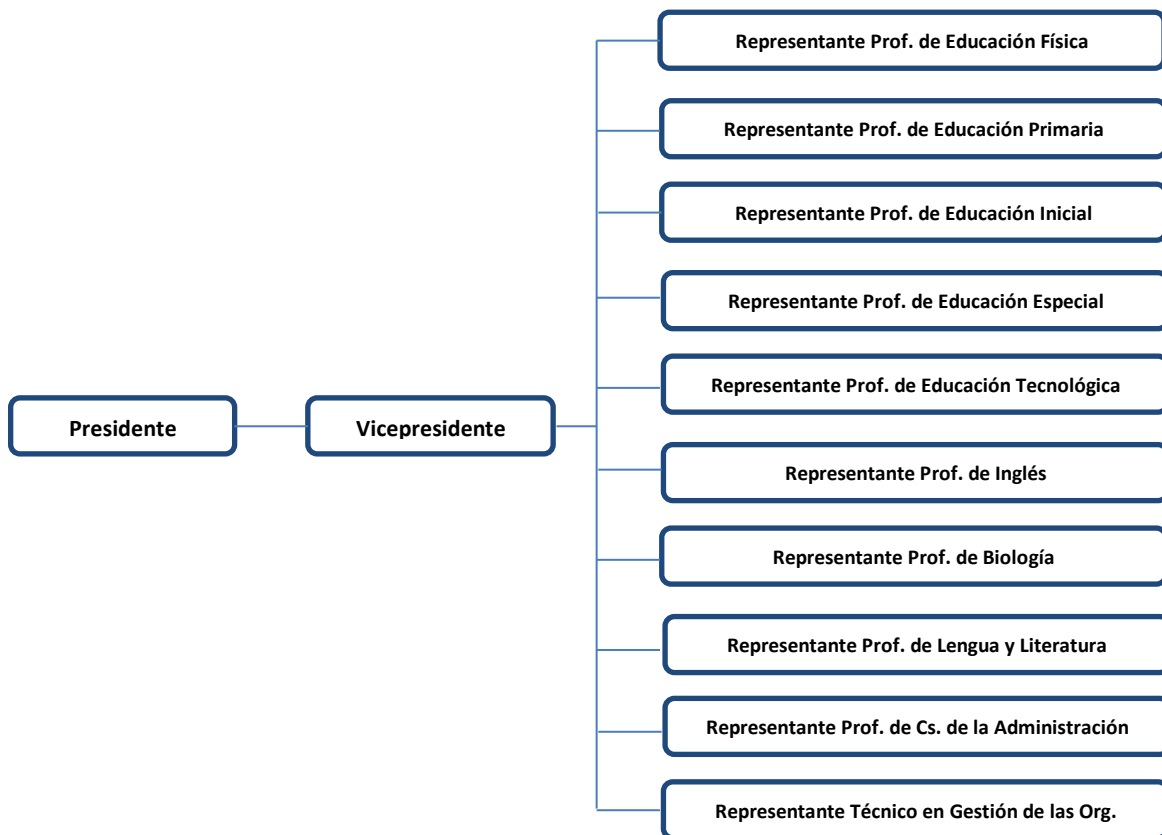 Representante Prof. de Educación Física
Representante Prof. de Educación Primaria
Representante Prof. de Educación Inicial
Representante Prof. de Educación Especial
Representante Prof. de Educación Tecnológica
Presidente
Vicepresidente
Representante Prof. de Inglés
Representante Prof. de Biología
Representante Prof. de Lengua y Literatura
Representante Prof. de Cs. de la Administración
Representante Técnico en Gestión de las Org.